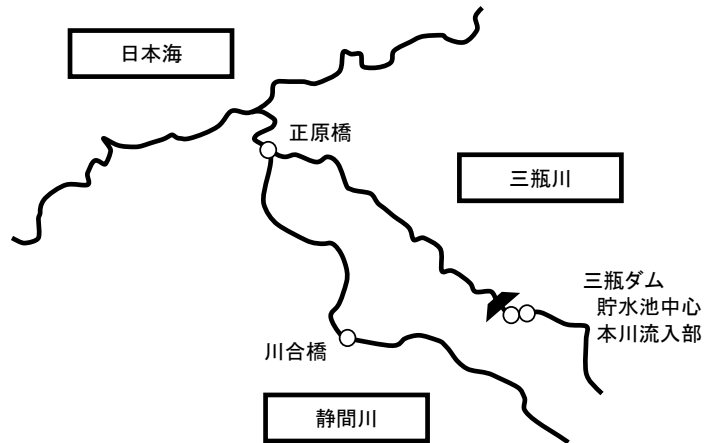 日本海
正原橋
三瓶川
三瓶ダム
貯水池中心
本川流入部
川合橋
静間川